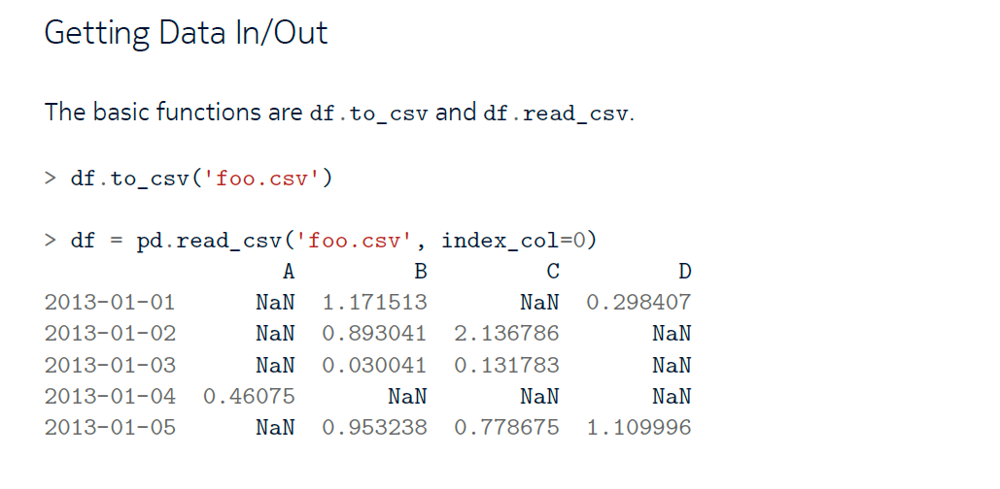 Getting Data In/Out
The basic functions are df.to_csv and df.read_csv.
> df.to_csv('foo.csv')
> df = pd.read_csv('foo.csv', index_col=0)
A B C D
2013-01-01 NaN 1.171513 NaN 0.298407
2013-01-02 NaN 0.893041 2.136786 NaN
2013-01-03 NaN 0.030041 0.131783 NaN
2013-01-04 0.46075 NaN NaN NaN
2013-01-05 NaN 0.953238 0.778675 1.109996